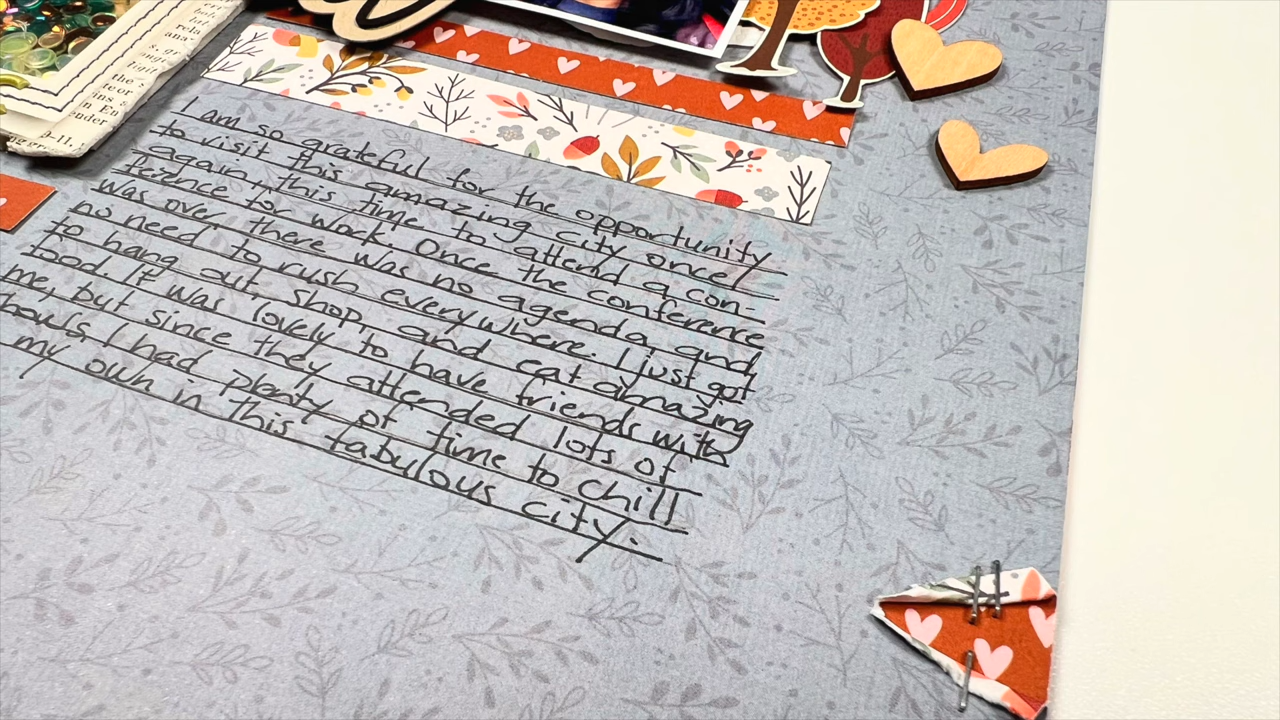 I am so grateful for the opportunity
to visit this amazing city once
again, this time to attend a con-
ference for work. Once the conference
was over there was no agenda and
no need to rush everywhere. I just got
to hang out, shop, and eat amazing
food. It was lovely to have friends with
me, but since they attended lots of
bowls, I had plenty of time to chill
my own in this fabulous city.